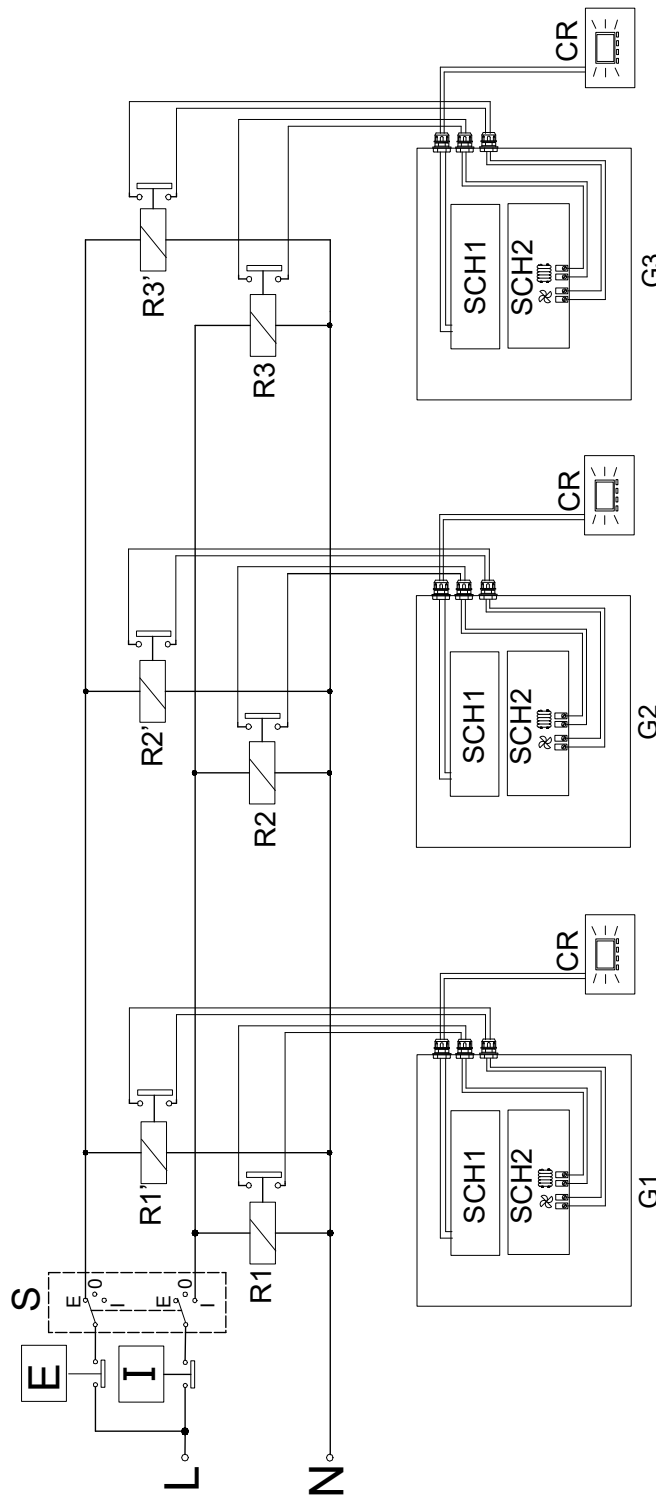 S
E
I
E
0
I
E
0
I
L
N
R1'
R2'
R3'
R1
R2
R3
SCH1
SCH2
CR
G1
SCH1
SCH2
CR
G2
SCH1
SCH2
CR
G3